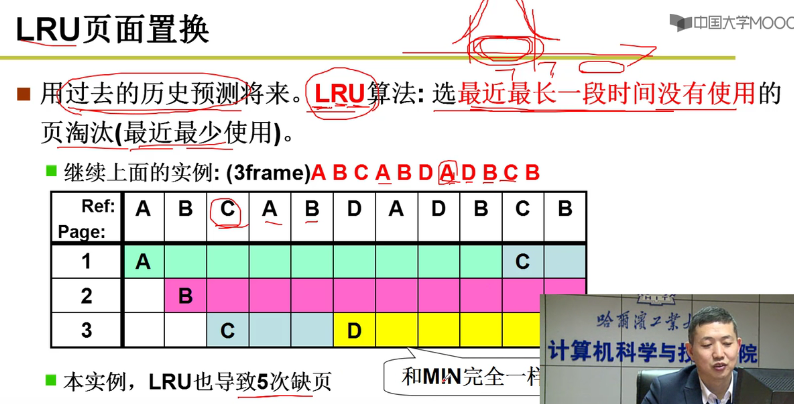 LRU页面置换
中国大学MOOC
用过去的历史预测将来。LRU算法: 选最近最长一段时间没有使用的
页淘汰(最近最少使用)。
继续上面的实例: (3frame)A B C A B D A D B C B
Ref: A B C A B D A D B C B
Page:
1 A C
2 B
3 C D
本实例，LRU也导致5次缺页
和MIN完全一样
哈尔滨工业
计算机科学与技 院